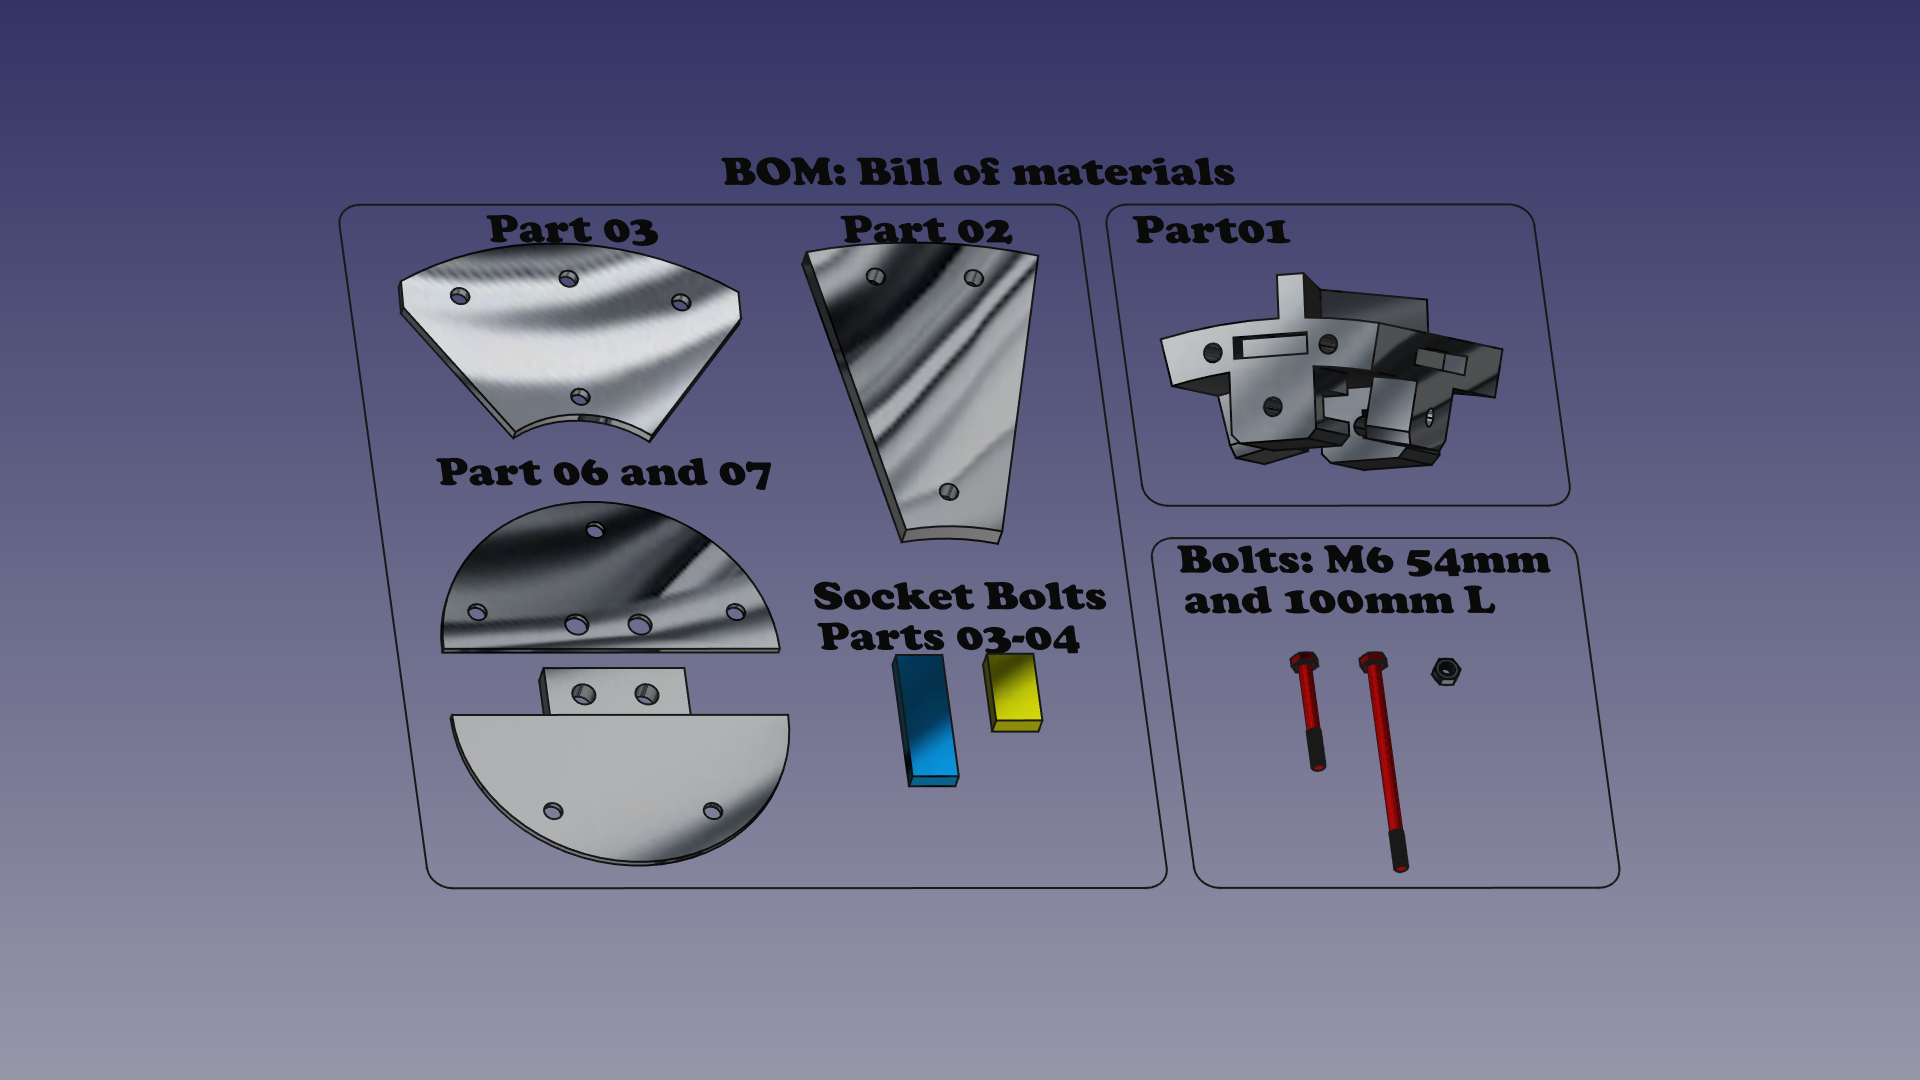 BOM: Bill of materials
Part 03
Part 02
Part01
Part 06 and 07
Socket Bolts
Parts 03-04
Bolts: M6 54mm
and 100mm L